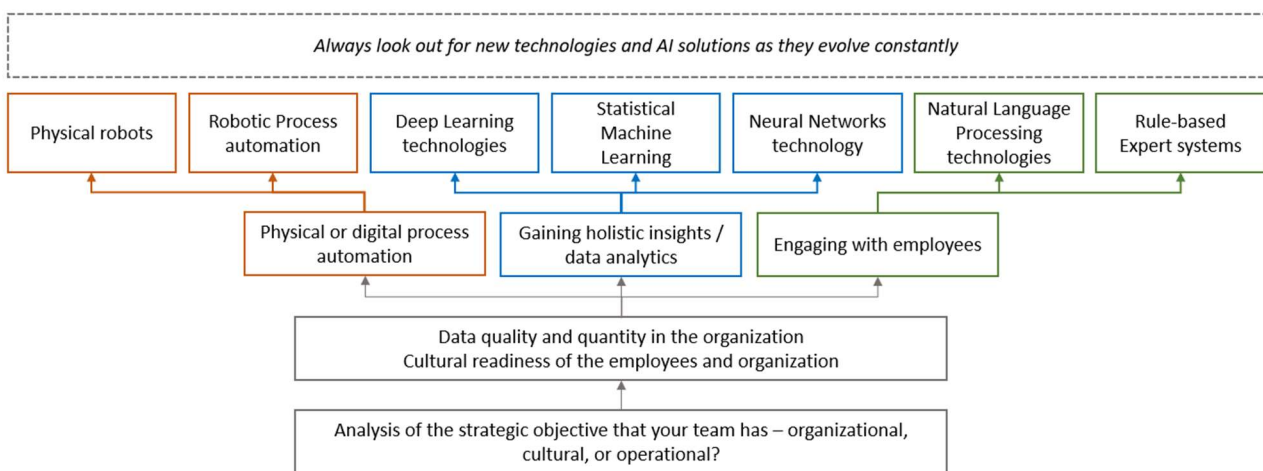 Always look out for new technologies and AI solutions as they evolve constantly
Physical robots
Robotic Process
automation
Deep Learning
technologies
Statistical
Machine
Learning
Neural Networks
technology
Natural Language
Processing
technologies
Rule-based
Expert systems
Physical or digital process
automation
Gaining holistic insights /
data analytics
Engaging with employees
Data quality and quantity in the organization
Cultural readiness of the employees and organization
Analysis of the strategic objective that your team has – organizational,
cultural, or operational?